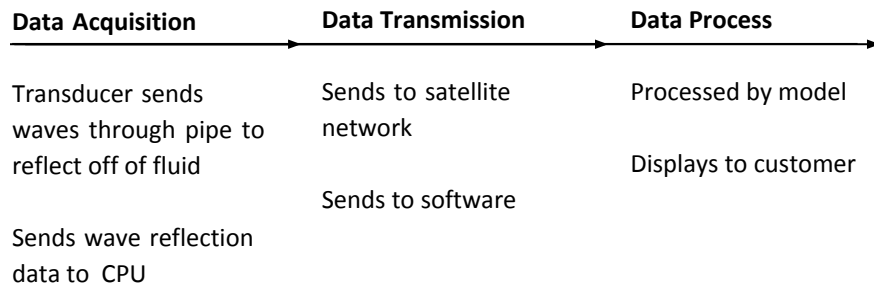 Data Acquisition
Data Transmission
Data Process
Transducer sends
waves through pipe to
reflect off of fluid
Sends wave reflection
data to CPU
Sends to satellite
network
Sends to software
Processed by model
Displays to customer